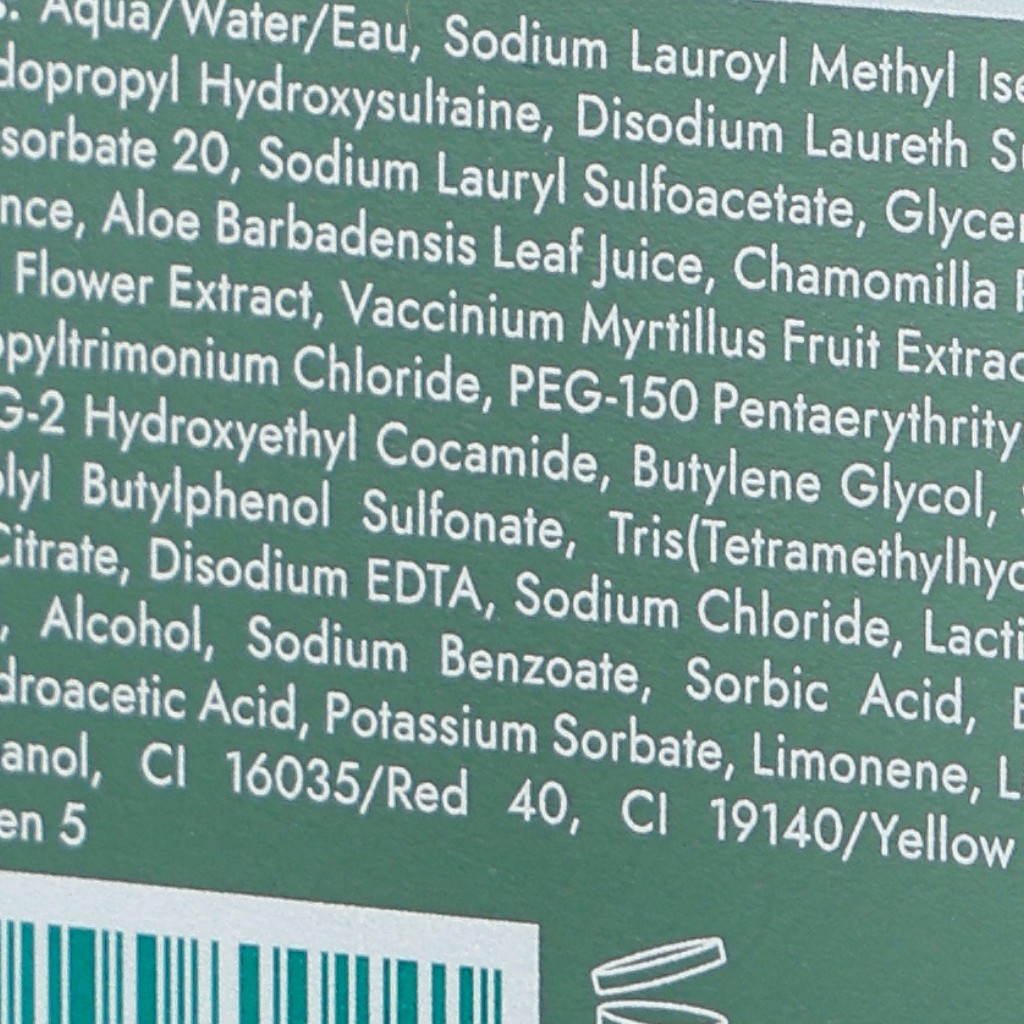 Aqua/Water/Eau, Sodium Lauroyl Methyl Ise
dopropyl Hydroxysultaine, Disodium Laureth S
sorbate 20, Sodium Lauryl Sulfoacetate, Glycer
nce, Aloe Barbadensis Leaf Juice, Chamomilla
Flower Extract, Vaccinium Myrtillus Fruit Extrac
pyltrimonium Chloride, PEG-150 Pentaerythrity
G-2 Hydroxyethyl Cocamide, Butylene Glycol,
lyl Butylphenol Sulfonate, Tris(Tetramethylhyd
Citrate, Disodium EDTA, Sodium Chloride, Lacti
, Alcohol, Sodium Benzoate, Sorbic Acid,
droacetic Acid, Potassium Sorbate, Limonene, L
anol, CI 16035/Red 40, CI 19140/Yellow
en 5